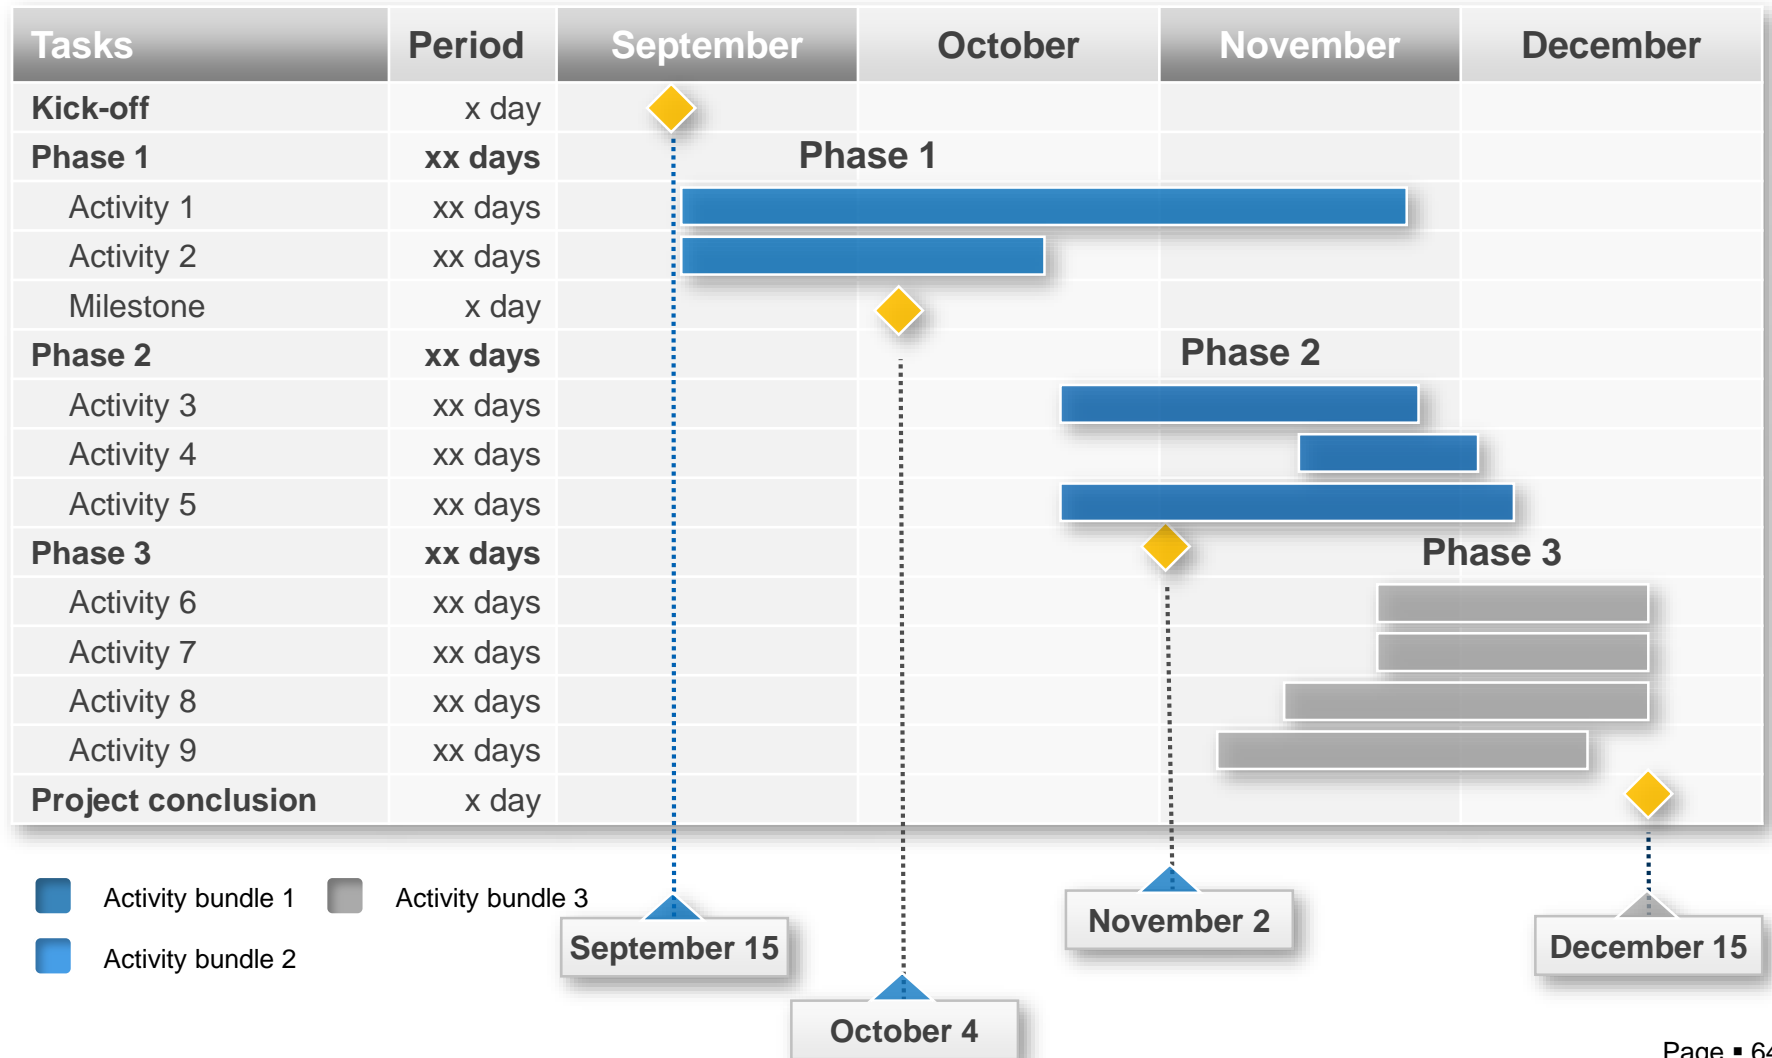 Tasks Period September October November December
Kick-off x day
Phase 1 xx days Phase 1
Activity 1 xx days
Activity 2 xx days
Milestone x day
Phase 2 xx days Phase 2
Activity 3 xx days
Activity 4 xx days
Activity 5 xx days
Phase 3 xx days Phase 3
Activity 6 xx days
Activity 7 xx days
Activity 8 xx days
Activity 9 xx days
Project conclusion x day
Activity bundle 1 Activity bundle 3
Activity bundle 2
September 15
October 4
November 2
December 15
Page ▪ 64